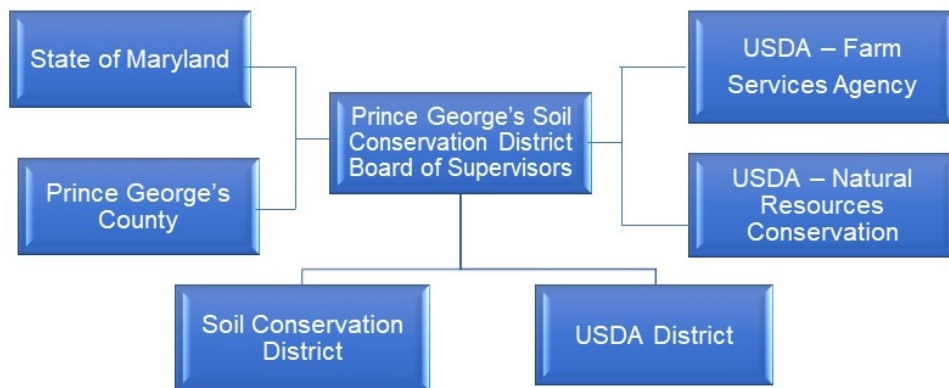 State of Maryland
Prince George’s
County
Prince George’s Soil
Conservation District
Board of Supervisors
USDA – Farm
Services Agency
USDA – Natural
Resources
Conservation
Soil Conservation
District
USDA District